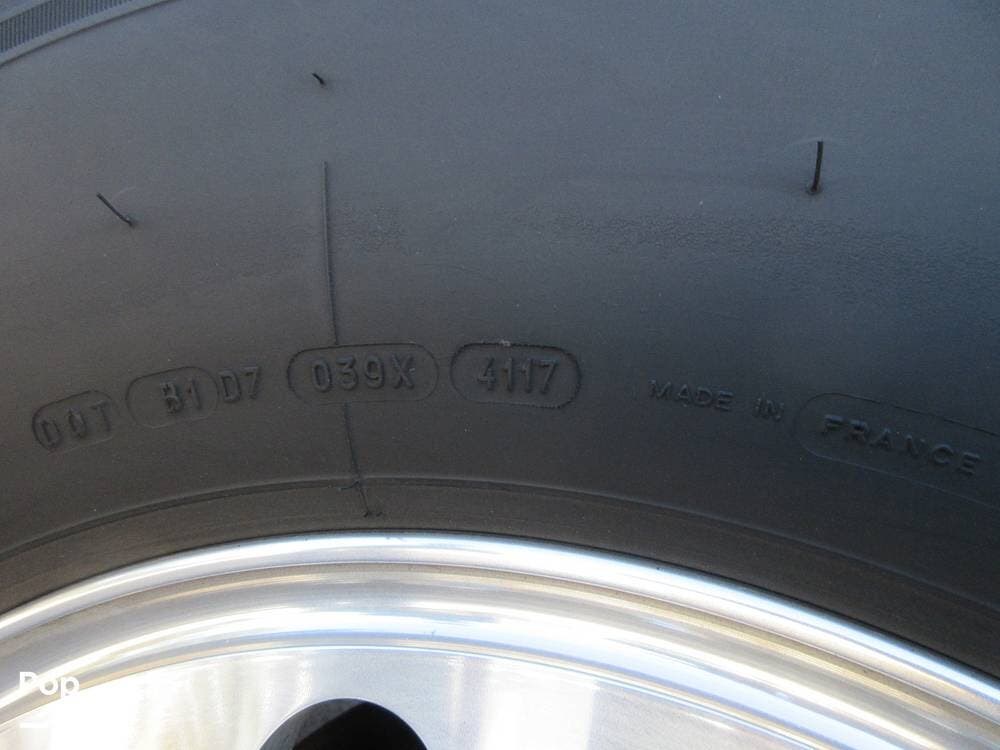 DOT B1 D7 039X 4117 MADE IN FRANCE
Pop